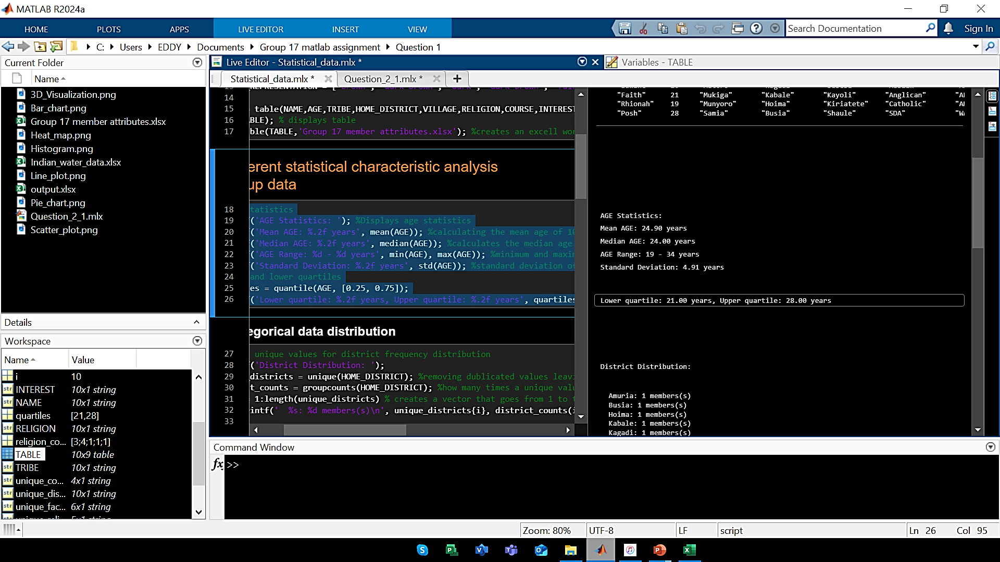 MATLAB R2024a
HOME PLOTS APPS LIVE EDITOR INSERT VIEW
Search Documentation
Sign In
C: Users EDDY Documents Group 17 matlab assignment Question 1
Current Folder
Name
3D_Visualization.png
Bar_chart.png
Group 17 member attributes.xlsx
Heat_map.png
Histogram.png
Indian_water_data.xlsx
Line_plot.png
output.xlsx
Pie_chart.png
Question_2_1.mlx
Scatter_plot.png
Details
Workspace
Name Value
i 10
INTEREST 10x1 string
NAME 10x1 string
quartiles [21,28]
RELIGION 10x1 string
religion_co... [3;4;1;1;1]
TABLE 10x9 table
TRIBE 10x1 string
unique_co... 4x1 string
unique_dis... 10x1 string
unique_fac... 6x1 string
Live Editor - Statistical_data.mlx *
Statistical_data.mlx * Question_2_1.mlx *
14
15 table(NAME,AGE,TRIBE,HOME_DISTRICT,VILLAGE,RELIGION,COURSE,INTEREST
16 BLE); % displays table
17 ble(TABLE,'Group 17 member attributes.xlsx'); %creates an excell wor
erent statistical characteristic analysis
up data
18 tatistics
19 ('AGE Statistics: '); %Displays age statistics
20 ('Mean AGE: %.2f years', mean(AGE)); %calculating the mean age of 10
21 ('Median AGE: %.2f years', median(AGE)); %calculates the median age
22 ('AGE Range: %d - %d years', min(AGE), max(AGE)); %minimum and maxim
23 ('Standard Deviation: %.2f years', std(AGE)); %standard deviation of
24 and lower quartiles
25 es = quantile(AGE, [0.25, 0.75]);
26 ('Lower quartile: %.2f years, Upper quartile: %.2f years', quartiles
egorical data distribution
27 unique values for district frequency distribution
28 ('District Distribution: ');
29 districts = unique(HOME_DISTRICT); %removing dublicated values leavi
30 t_counts = groupcounts(HOME_DISTRICT); %how many times a unique valu
31 1:length(unique_districts) % creates a vector that goes from 1 to t
32 intf('  %s: %d members(s)\n', unique_districts{i}, district_counts(i
33
Variables - TABLE
"Faith" 21 "Mukiga" "Kabale" "Kayoli" "Anglican" "Al
"Rhionah" 19 "Munyoro" "Hoima" "Kiriatete" "Catholic" "Al
"Posh" 28 "Samia" "Busia" "Shaule" "SDA" "WA
AGE Statistics:
Mean AGE: 24.90 years
Median AGE: 24.00 years
AGE Range: 19 - 34 years
Standard Deviation: 4.91 years
Lower quartile: 21.00 years, Upper quartile: 28.00 years
District Distribution:
Amuria: 1 members(s)
Busia: 1 members(s)
Hoima: 1 members(s)
Kabale: 1 members(s)
Kagadi: 1 members(s)
Command Window
fx >>
Zoom: 80% UTF-8 LF script Ln 26 Col 95